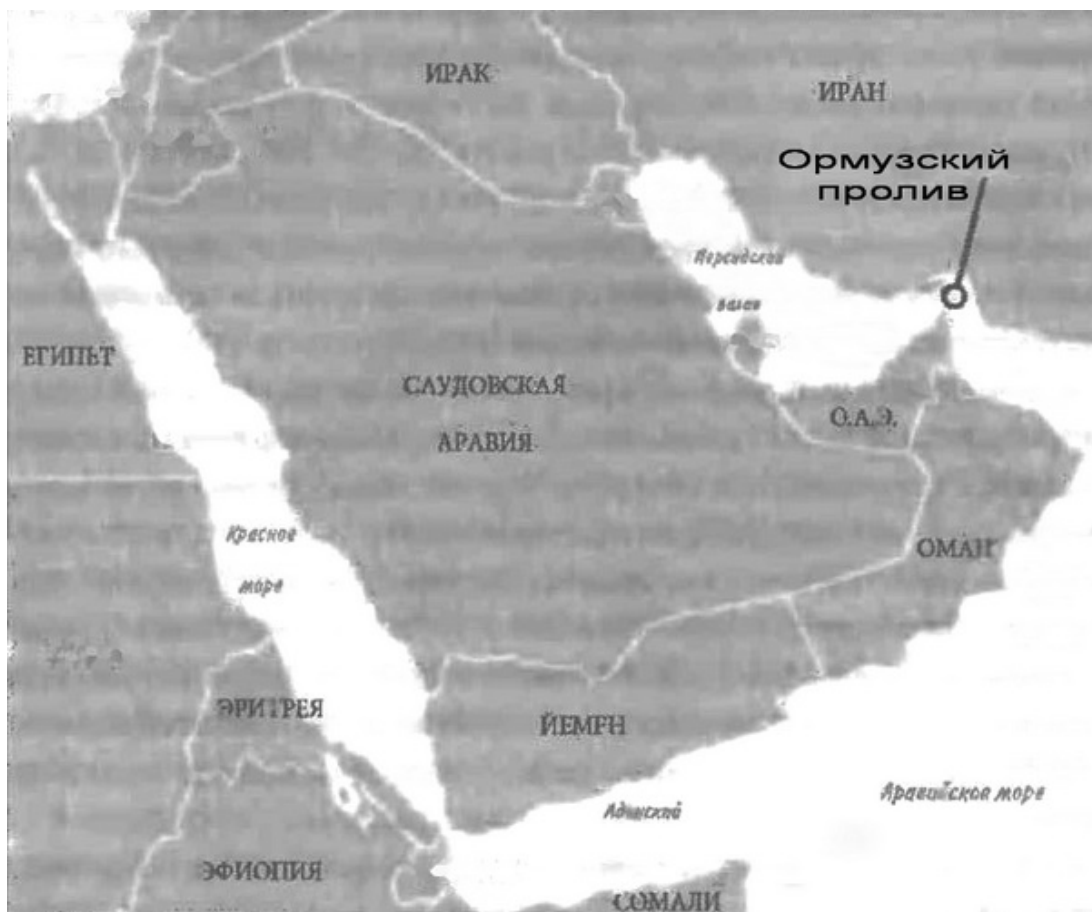 ИРАК
ИРАН
Ормузский
пролив
Персидский
залив
ЕГИПЕТ
САУДОВСКАЯ
АРАВИЯ
О.А.Э.
Красное
море
ОМАН
ЭРИТРЕЯ
ЙЕМЕН
Аравийское море
Аденский
ЭФИОПИЯ
СОМАЛИ